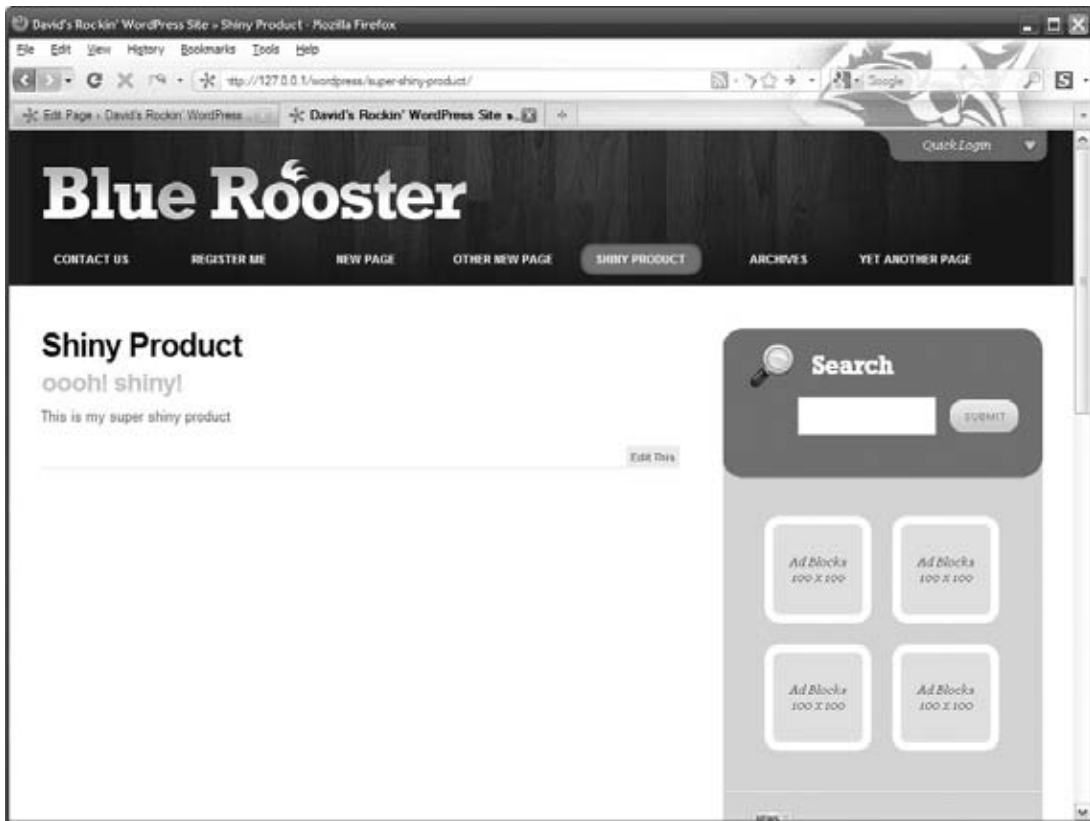 David's Rockin' WordPress Site » Shiny Product - Mozilla Firefox
File Edit View History Bookmarks Tools Help
http://127.0.0.1/wordpress/super-shiny-product/
Google
S
Edit Page ‹ David's Rockin' WordPress ...
David's Rockin' WordPress Site »...
Quick Login
Blue Rooster
CONTACT US REGISTER ME NEW PAGE OTHER NEW PAGE SHINY PRODUCT ARCHIVES YET ANOTHER PAGE
Shiny Product
oooh! shiny!
This is my super shiny product
Edit This
Search
SUBMIT
Ad Blocks
100 X 100
Ad Blocks
100 X 100
Ad Blocks
100 X 100
Ad Blocks
100 X 100
NEWS